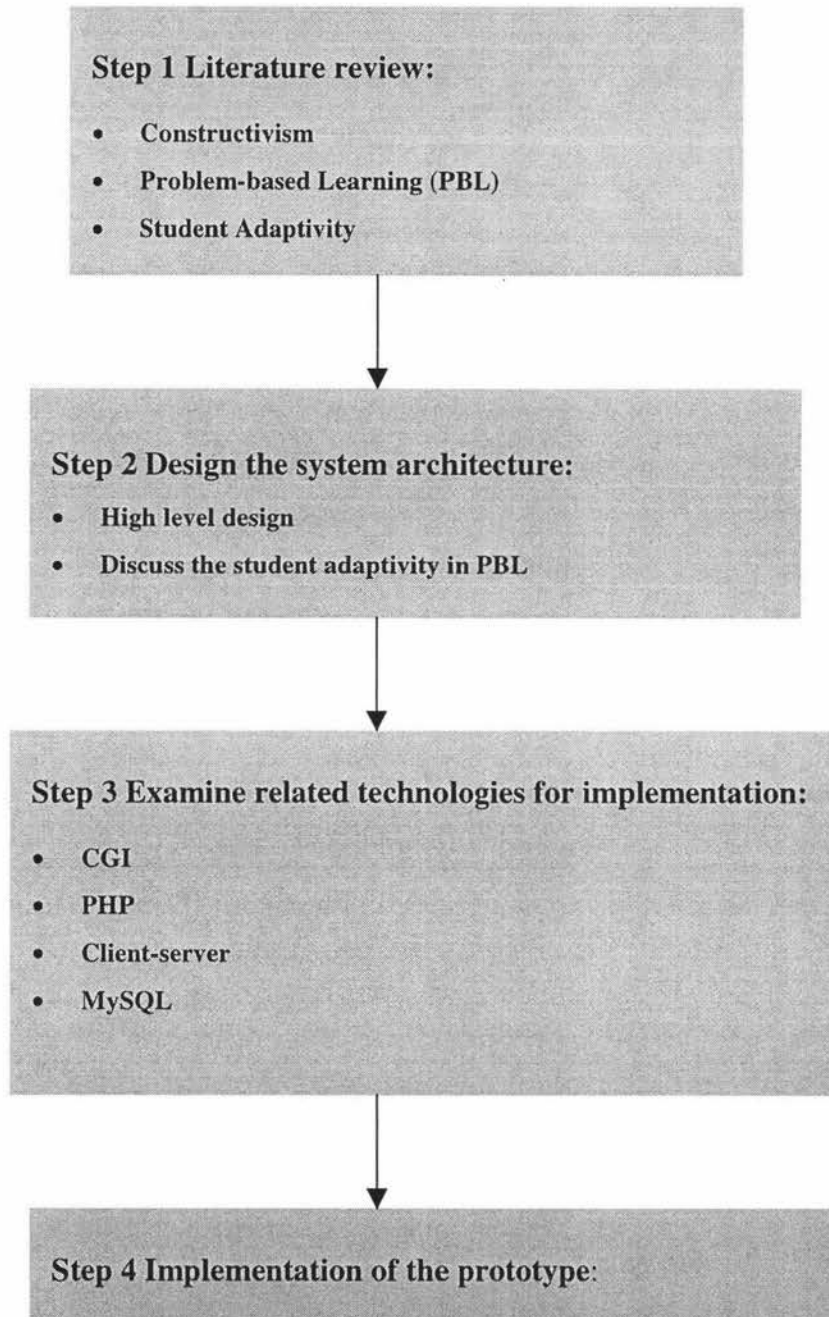 Step 1 Literature review:
• Constructivism
• Problem-based Learning (PBL)
• Student Adaptivity
Step 2 Design the system architecture:
• High level design
• Discuss the student adaptivity in PBL
Step 3 Examine related technologies for implementation:
• CGI
• PHP
• Client-server
• MySQL
Step 4 Implementation of the prototype: